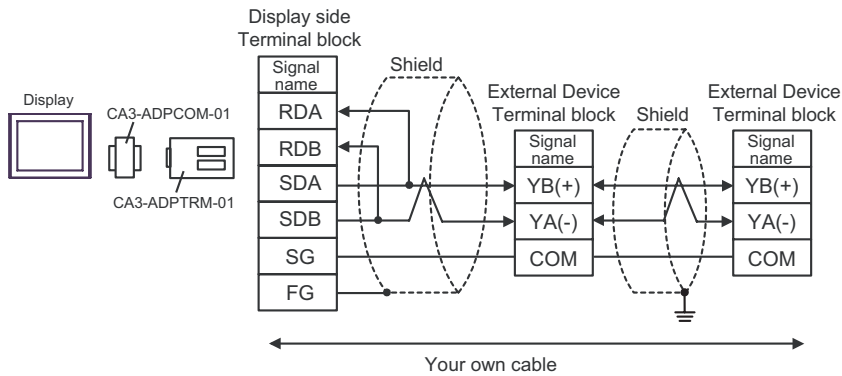 Display side
Terminal block
Signal
name
RDA
RDB
SDA
SDB
SG
FG
Shield
Display
CA3-ADPCOM-01
CA3-ADPTRM-01
External Device
Terminal block
Signal
name
YB(+)
YA(-)
COM
Shield
External Device
Terminal block
Signal
name
YB(+)
YA(-)
COM
Your own cable